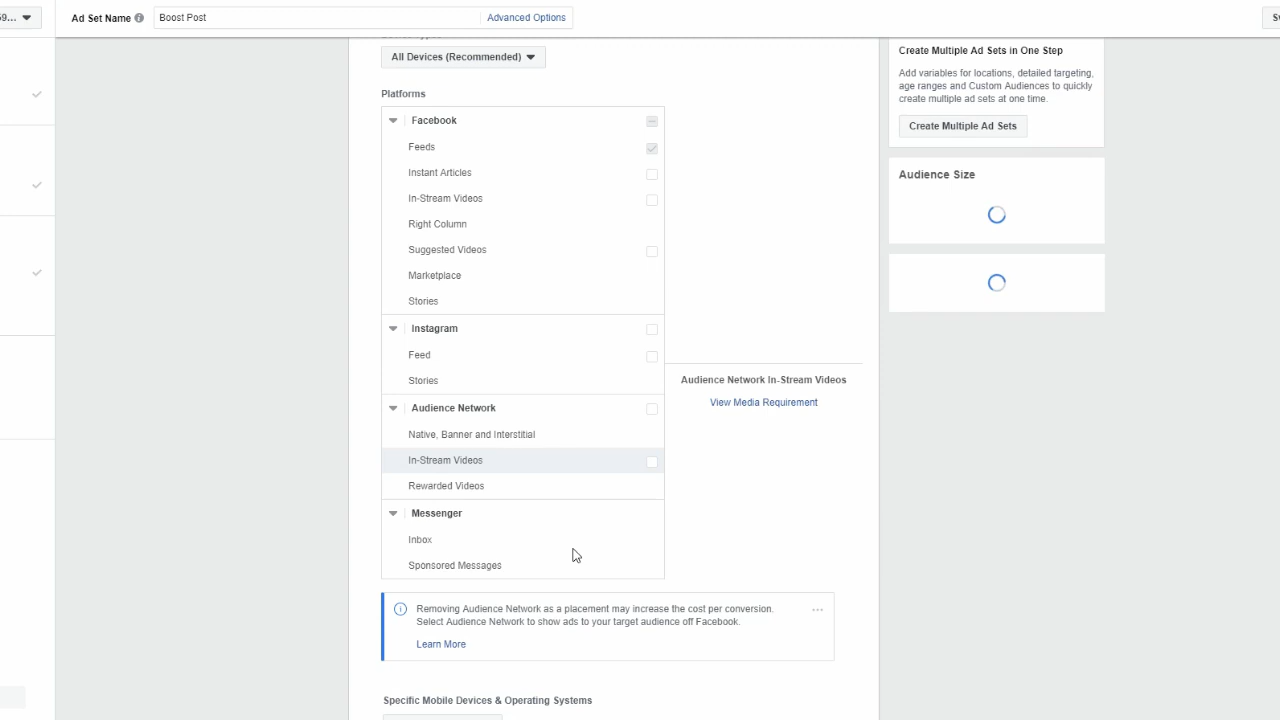 59...
Ad Set Name
Boost Post
Advanced Options
All Devices (Recommended)
Platforms
Facebook
Feeds
Instant Articles
In-Stream Videos
Right Column
Suggested Videos
Marketplace
Stories
Instagram
Feed
Stories
Audience Network
Native, Banner and Interstitial
In-Stream Videos
Rewarded Videos
Messenger
Inbox
Sponsored Messages
Audience Network In-Stream Videos
View Media Requirement
Removing Audience Network as a placement may increase the cost per conversion.
Select Audience Network to show ads to your target audience off Facebook.
Learn More
Specific Mobile Devices & Operating Systems
Create Multiple Ad Sets in One Step
Add variables for locations, detailed targeting,
age ranges and Custom Audiences to quickly
create multiple ad sets at one time.
Create Multiple Ad Sets
Audience Size